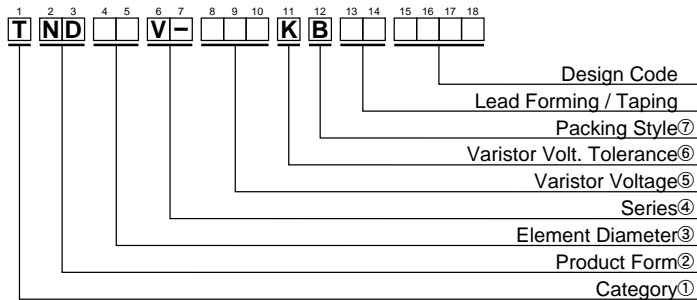 1 2 3 4 5 6 7 8 9 10 11 12 13 14 15 16 17 18
T ND V− K B
Design Code
Lead Forming / Taping
Packing Style⑦
Varistor Volt. Tolerance⑥
Varistor Voltage⑤
Series④
Element Diameter③
Product Form②
Category①